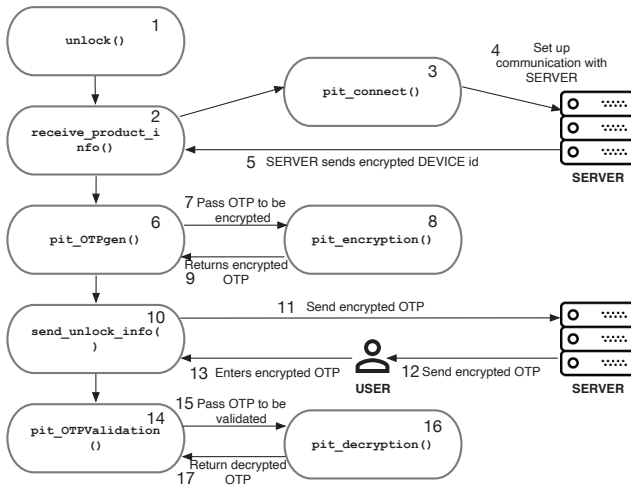 1
unlock()
2
receive_product_i
nfo()
3
pit_connect()
4
Set up
communication with
SERVER
SERVER
5 SERVER sends encrypted DEVICE id
6
pit_OTPgen()
7 Pass OTP to be
encrypted
8
pit_encryption()
Returns encrypted
9 OTP
10
send_unlock_info(
)
11 Send encrypted OTP
SERVER
12 Send encrypted OTP
USER
13 Enters encrypted OTP
14
pit_OTPValidation
()
15 Pass OTP to be
validated
16
pit_decryption()
Return decrypted
17 OTP